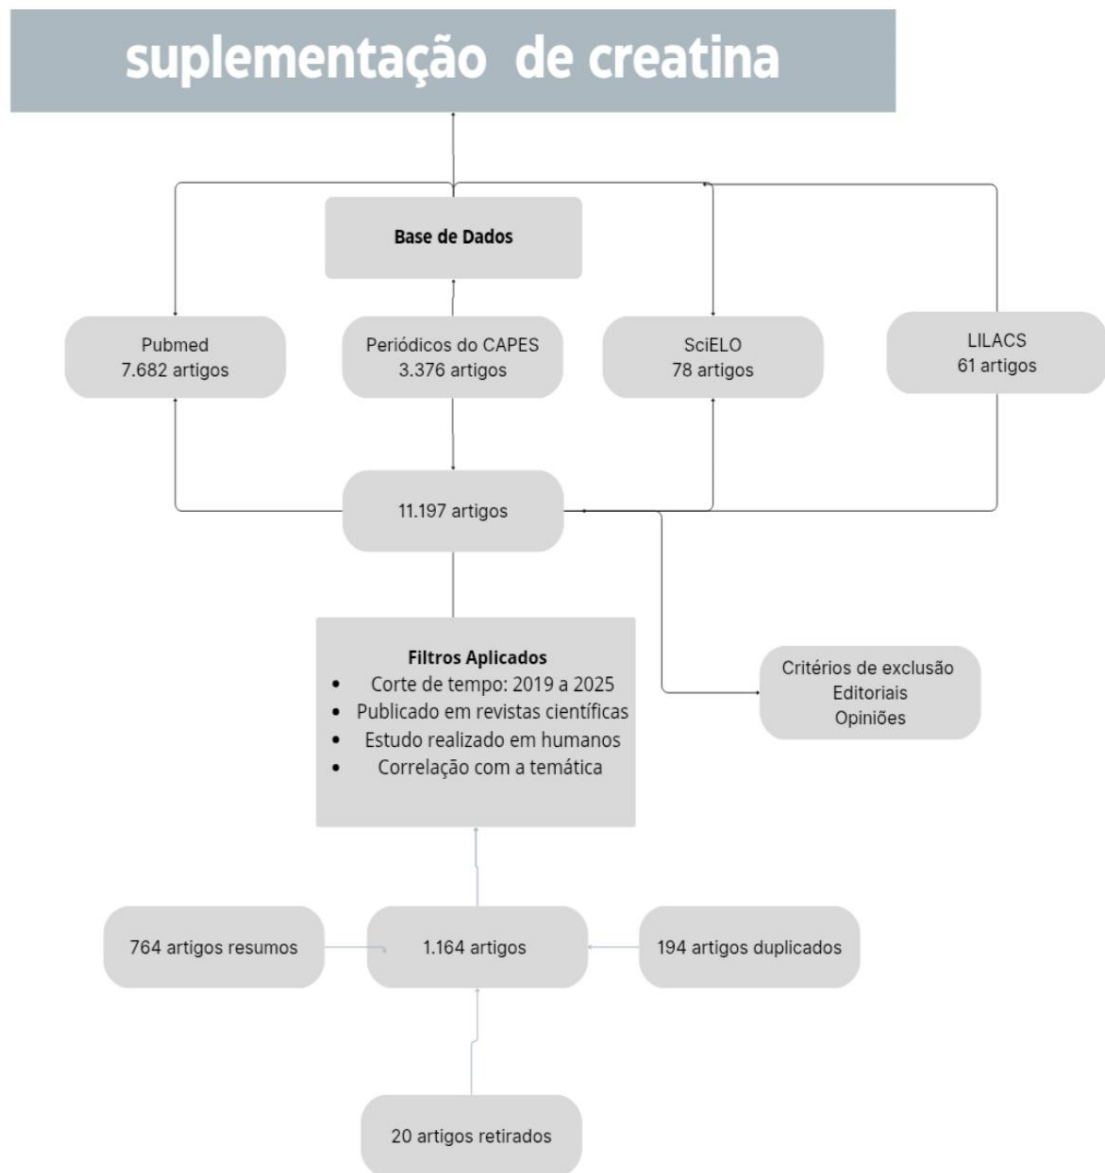 suplementação de creatina
Base de Dados
Pubmed
7.682 artigos
Periódicos do CAPES
3.376 artigos
SciELO
78 artigos
LILACS
61 artigos
11.197 artigos
Filtros Aplicados
• Corte de tempo: 2019 a 2025
• Publicado em revistas científicas
• Estudo realizado em humanos
• Correlação com a temática
Critérios de exclusão
Editoriais
Opiniões
764 artigos resumos
1.164 artigos
194 artigos duplicados
20 artigos retirados